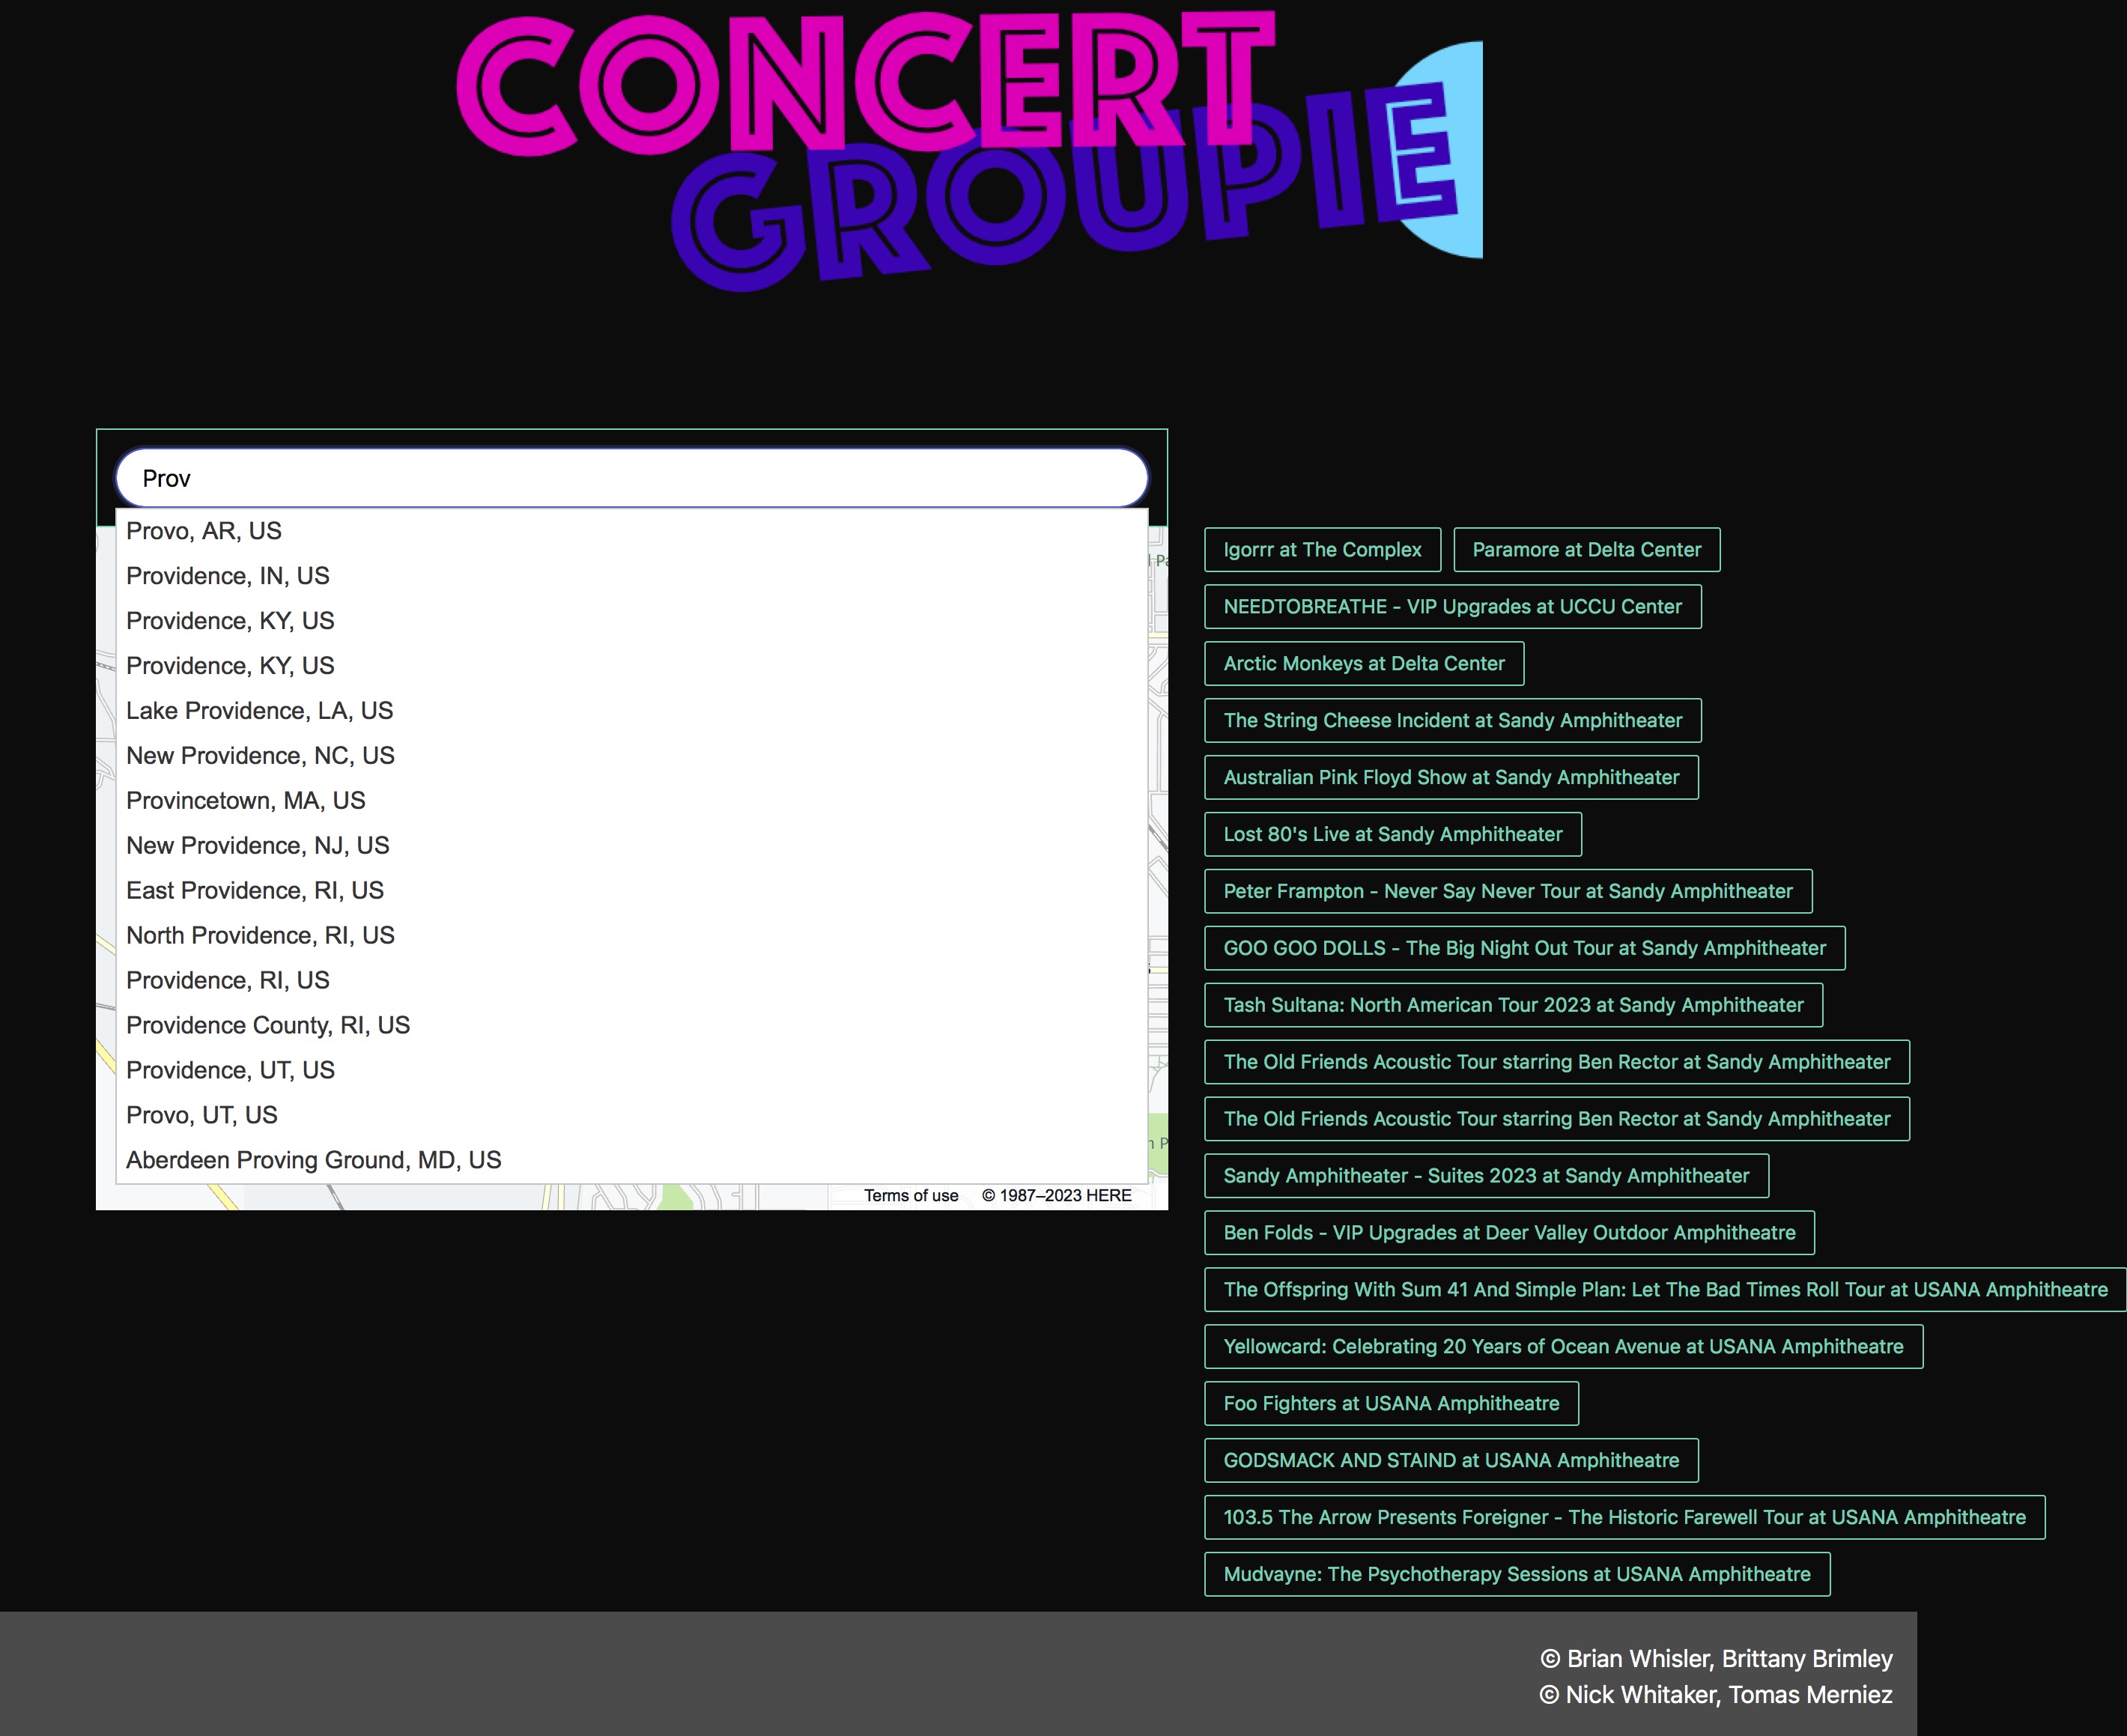 CONCERT
GROUPIE
Prov
Provo, AR, US
Providence, IN, US
Providence, KY, US
Providence, KY, US
Lake Providence, LA, US
New Providence, NC, US
Provincetown, MA, US
New Providence, NJ, US
East Providence, RI, US
North Providence, RI, US
Providence, RI, US
Providence County, RI, US
Providence, UT, US
Provo, UT, US
Aberdeen Proving Ground, MD, US
Terms of use © 1987–2023 HERE
Igorrr at The Complex
Paramore at Delta Center
NEEDTOBREATHE - VIP Upgrades at UCCU Center
Arctic Monkeys at Delta Center
The String Cheese Incident at Sandy Amphitheater
Australian Pink Floyd Show at Sandy Amphitheater
Lost 80's Live at Sandy Amphitheater
Peter Frampton - Never Say Never Tour at Sandy Amphitheater
GOO GOO DOLLS - The Big Night Out Tour at Sandy Amphitheater
Tash Sultana: North American Tour 2023 at Sandy Amphitheater
The Old Friends Acoustic Tour starring Ben Rector at Sandy Amphitheater
The Old Friends Acoustic Tour starring Ben Rector at Sandy Amphitheater
Sandy Amphitheater - Suites 2023 at Sandy Amphitheater
Ben Folds - VIP Upgrades at Deer Valley Outdoor Amphitheatre
The Offspring With Sum 41 And Simple Plan: Let The Bad Times Roll Tour at USANA Amphitheatre
Yellowcard: Celebrating 20 Years of Ocean Avenue at USANA Amphitheatre
Foo Fighters at USANA Amphitheatre
GODSMACK AND STAIND at USANA Amphitheatre
103.5 The Arrow Presents Foreigner - The Historic Farewell Tour at USANA Amphitheatre
Mudvayne: The Psychotherapy Sessions at USANA Amphitheatre
© Brian Whisler, Brittany Brimley
© Nick Whitaker, Tomas Merniez